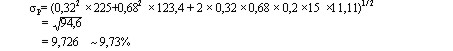 σₚ= (0,32² × 225+0,68² × 123,4 + 2 × 0,32 × 0,68 × 0,2 ×15 ×11,11)¹/²
= √94,6
= 9,726 ~ 9,73%